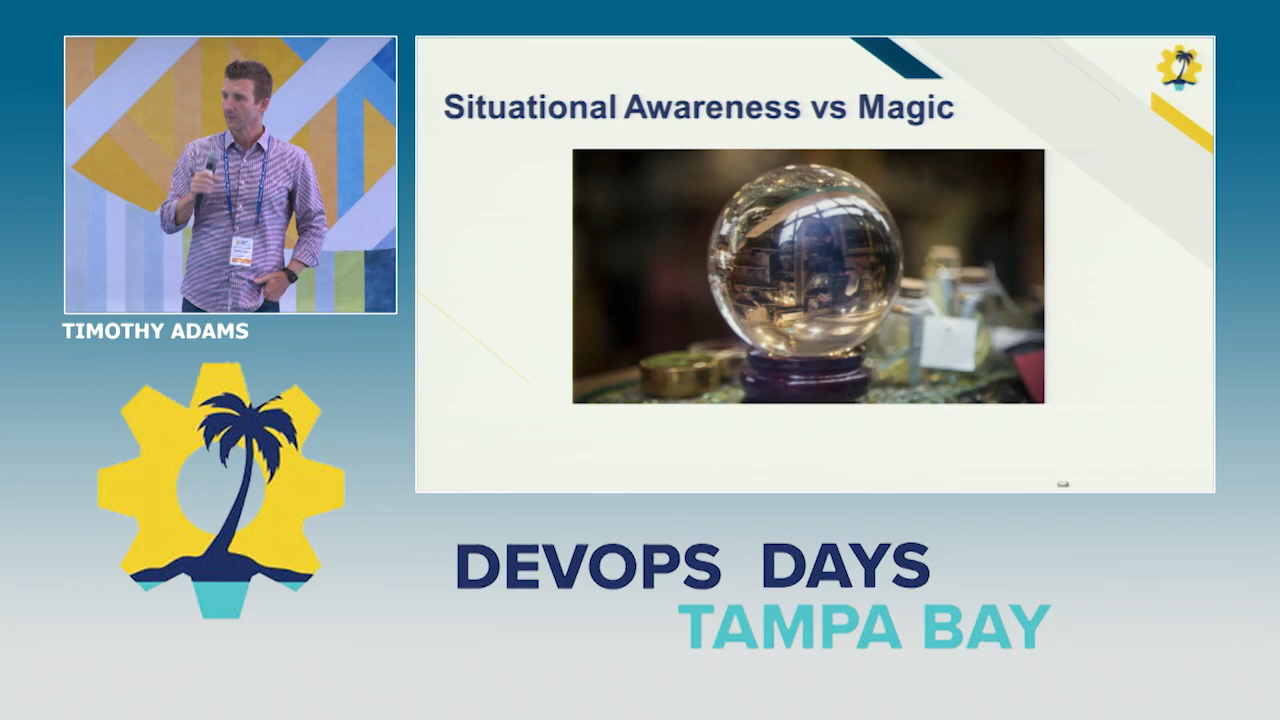 Situational Awareness vs Magic
TIMOTHY ADAMS
DEVOPS DAYS
TAMPA BAY